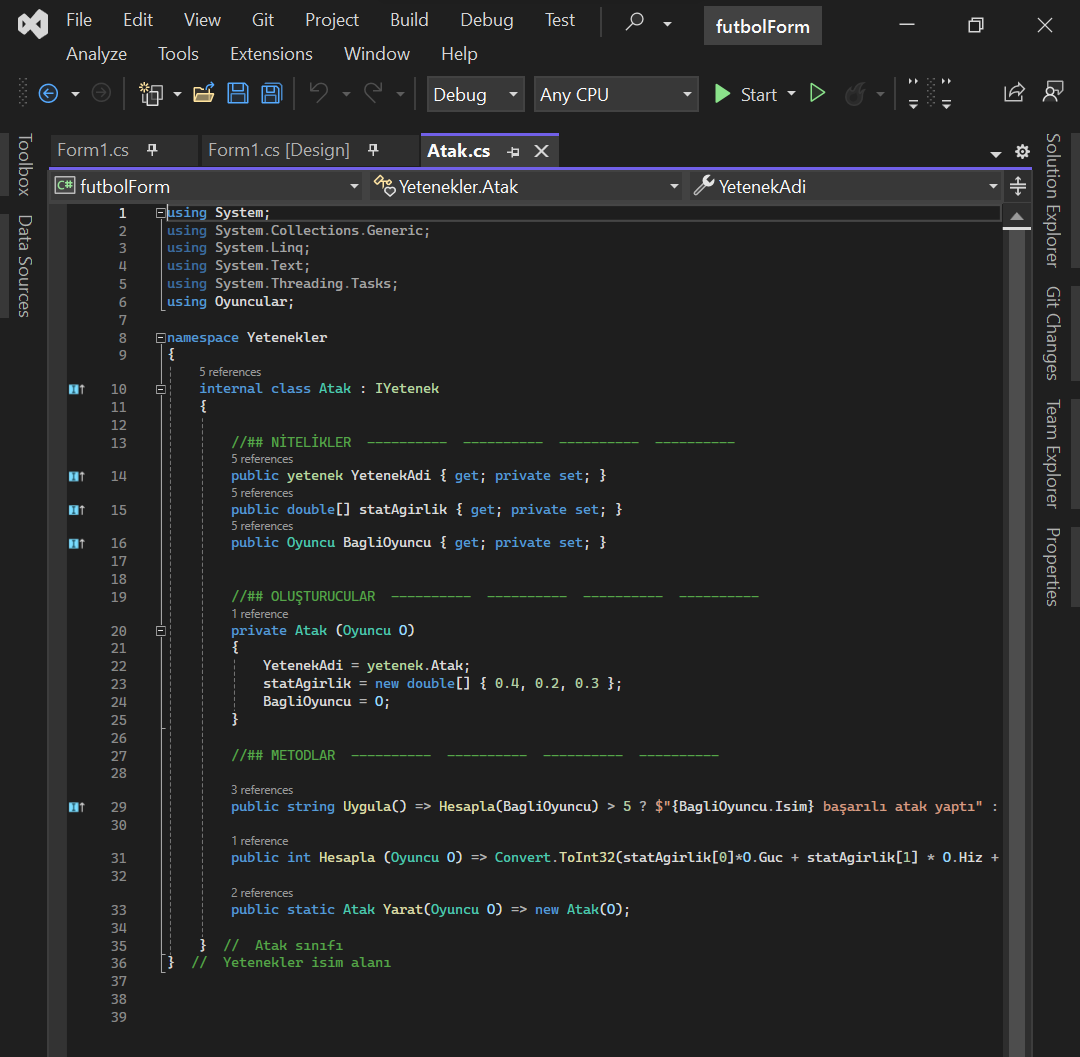 File Edit View Git Project Build Debug Test futbolForm
Analyze Tools Extensions Window Help
Debug Any CPU Start
Toolbox
Data Sources
Form1.cs Form1.cs [Design] Atak.cs
futbolForm Yetenekler.Atak YetenekAdi
1 using System;
2 using System.Collections.Generic;
3 using System.Linq;
4 using System.Text;
5 using System.Threading.Tasks;
6 using Oyuncular;
7
8 namespace Yetenekler
9 {
5 references
10 internal class Atak : IYetenek
11 {
12
13 //## NİTELİKLER ---------- ---------- ---------- ----------
5 references
14 public yetenek YetenekAdi { get; private set; }
5 references
15 public double[] statAgirlik { get; private set; }
5 references
16 public Oyuncu BagliOyuncu { get; private set; }
17
18
19 //## OLUŞTURUCULAR ---------- ---------- ---------- ----------
1 reference
20 private Atak (Oyuncu O)
21 {
22 YetenekAdi = yetenek.Atak;
23 statAgirlik = new double[] { 0.4, 0.2, 0.3 };
24 BagliOyuncu = O;
25 }
26
27 //## METODLAR ---------- ---------- ---------- ----------
28
3 references
29 public string Uygula() => Hesapla(BagliOyuncu) > 5 ? $"{BagliOyuncu.Isim} başarılı atak yaptı" :
30
1 reference
31 public int Hesapla (Oyuncu O) => Convert.ToInt32(statAgirlik[0]*O.Guc + statAgirlik[1] * O.Hiz +
32
2 references
33 public static Atak Yarat(Oyuncu O) => new Atak(O);
34
35 } // Atak sınıfı
36 } // Yetenekler isim alanı
37
38
39
Solution Explorer
Git Changes
Team Explorer
Properties